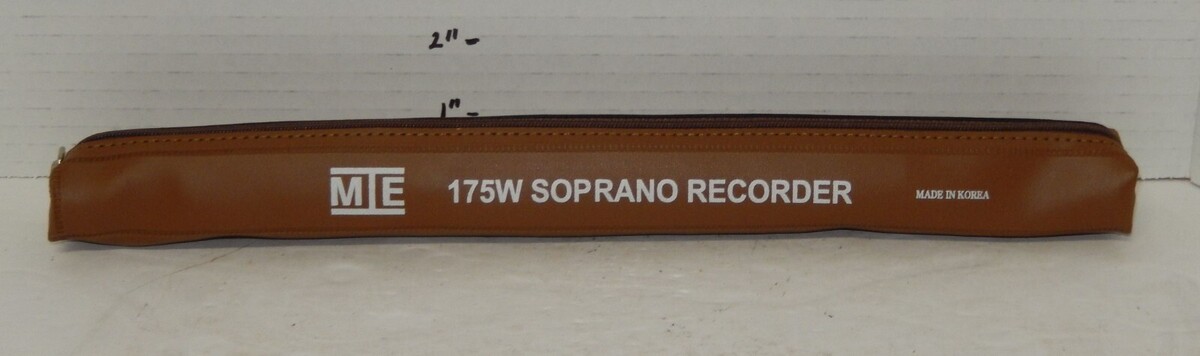 2" -
1" -
MTE 175W SOPRANO RECORDER MADE IN KOREA